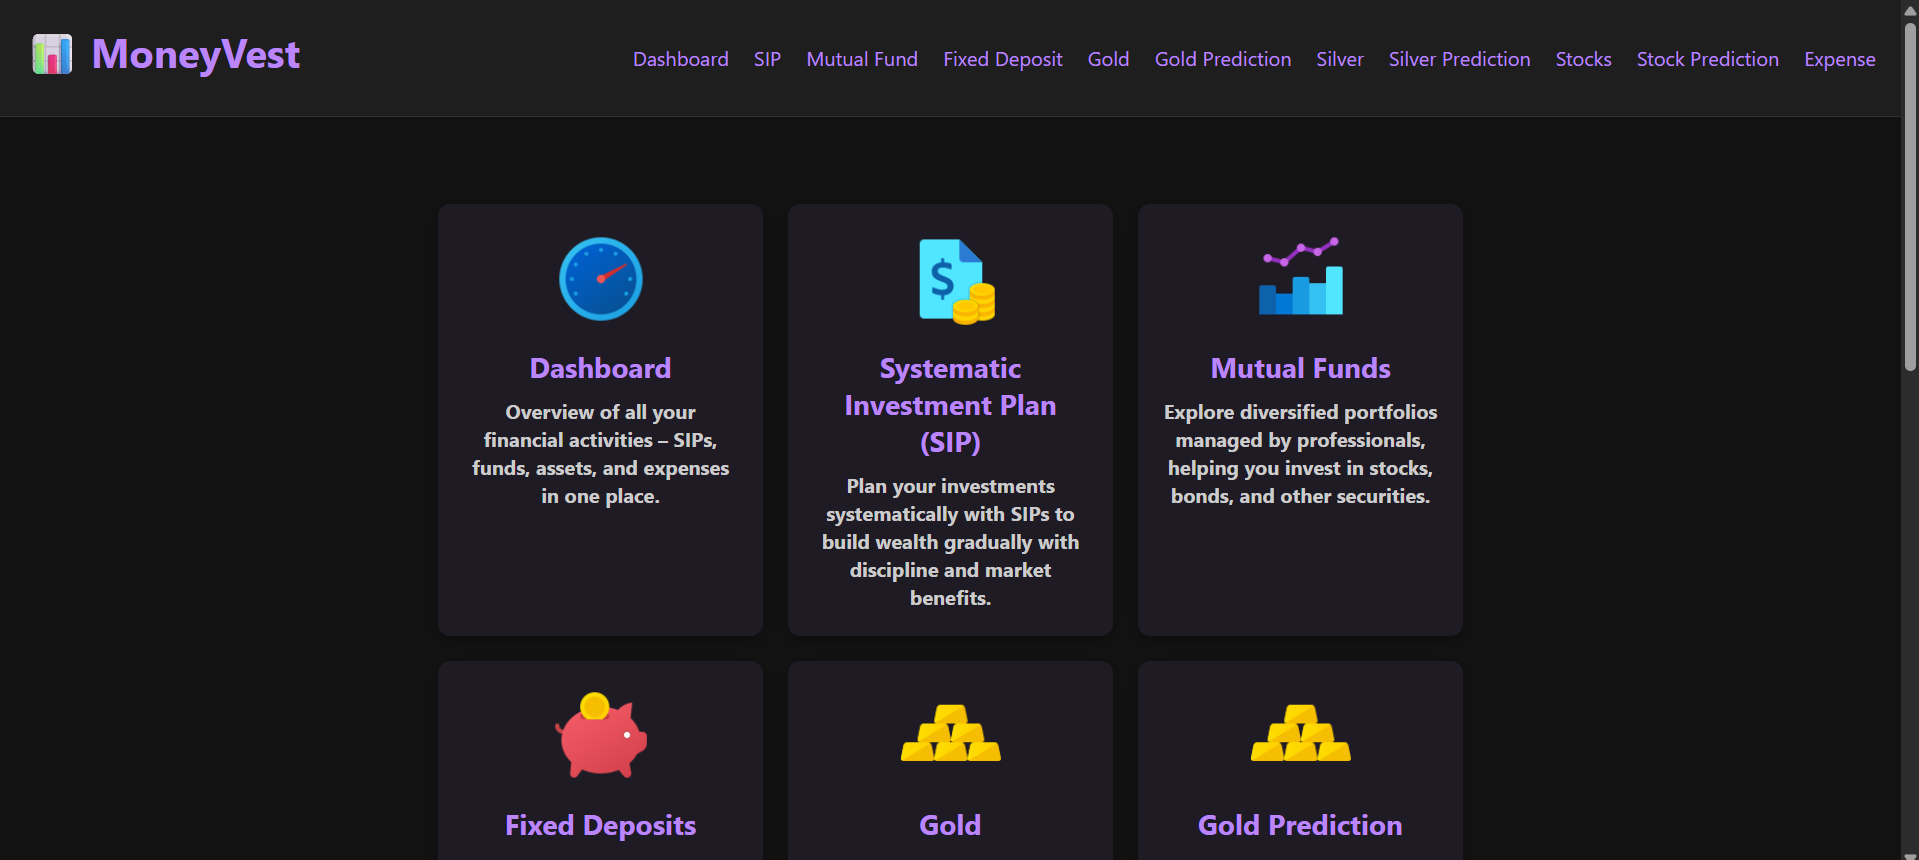 MoneyVest
Dashboard SIP Mutual Fund Fixed Deposit Gold Gold Prediction Silver Silver Prediction Stocks Stock Prediction Expense
Dashboard
Overview of all your
financial activities – SIPs,
funds, assets, and expenses
in one place.
Systematic
Investment Plan
(SIP)
Plan your investments
systematically with SIPs to
build wealth gradually with
discipline and market
benefits.
Mutual Funds
Explore diversified portfolios
managed by professionals,
helping you invest in stocks,
bonds, and other securities.
$
Fixed Deposits
Gold
Gold Prediction